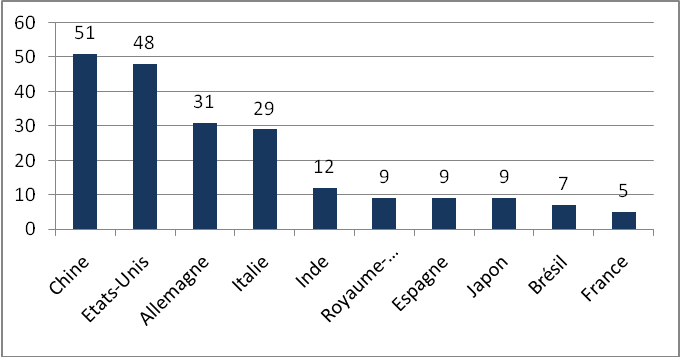 60
50
40
30
20
10
0
51
48
31
29
12
9
9
9
7
5
Chine
Etats-Unis
Allemagne
Italie
Inde
Royaume-...
Espagne
Japon
Brésil
France